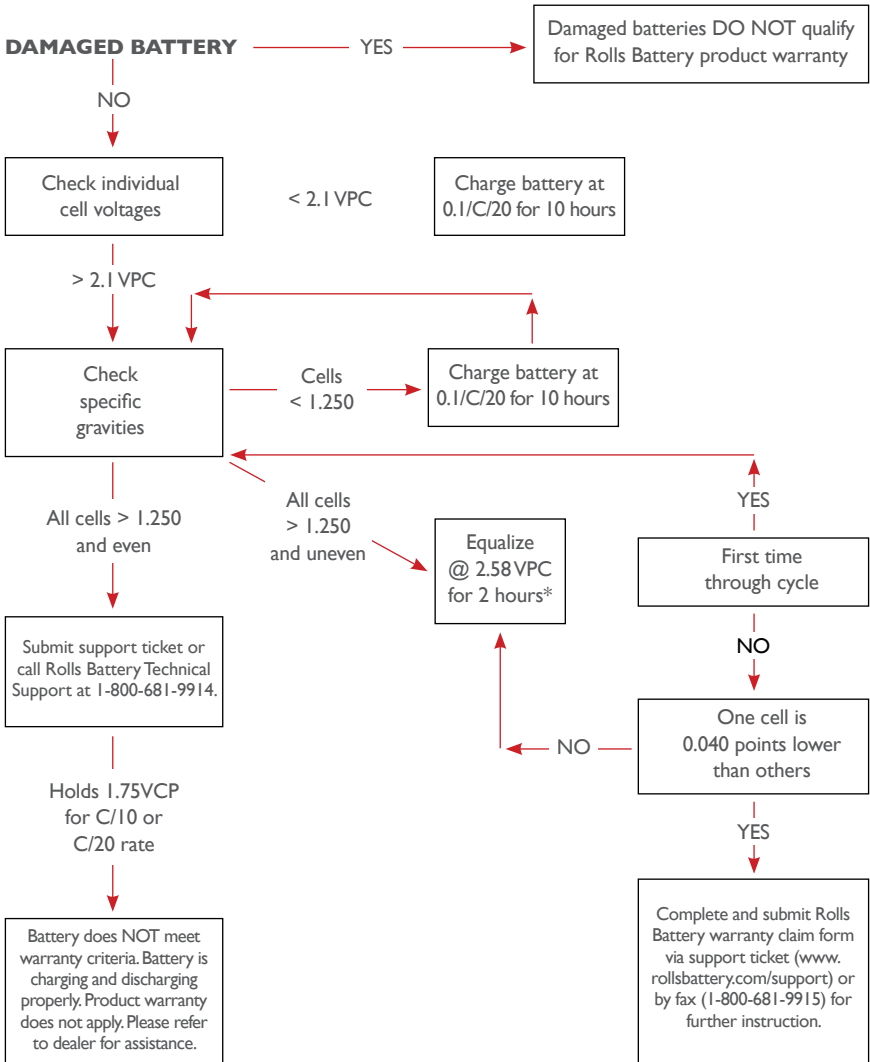 DAMAGED BATTERY
YES
Damaged batteries DO NOT qualify
for Rolls Battery product warranty
NO
Check individual
cell voltages
< 2.1 VPC
Charge battery at
0.1/C/20 for 10 hours
> 2.1 VPC
Check
specific
gravities
Cells
< 1.250
Charge battery at
0.1/C/20 for 10 hours
All cells > 1.250
and even
All cells
> 1.250
and uneven
Equalize
@ 2.58 VPC
for 2 hours*
YES
First time
through cycle
NO
Submit support ticket or
call Rolls Battery Technical
Support at 1-800-681-9914.
One cell is
0.040 points lower
than others
NO
Holds 1.75VCP
for C/10 or
C/20 rate
YES
Battery does NOT meet
warranty criteria. Battery is
charging and discharging
properly. Product warranty
does not apply. Please refer
to dealer for assistance.
Complete and submit Rolls
Battery warranty claim form
via support ticket (www.
rollsbattery.com/support) or
by fax (1-800-681-9915) for
further instruction.